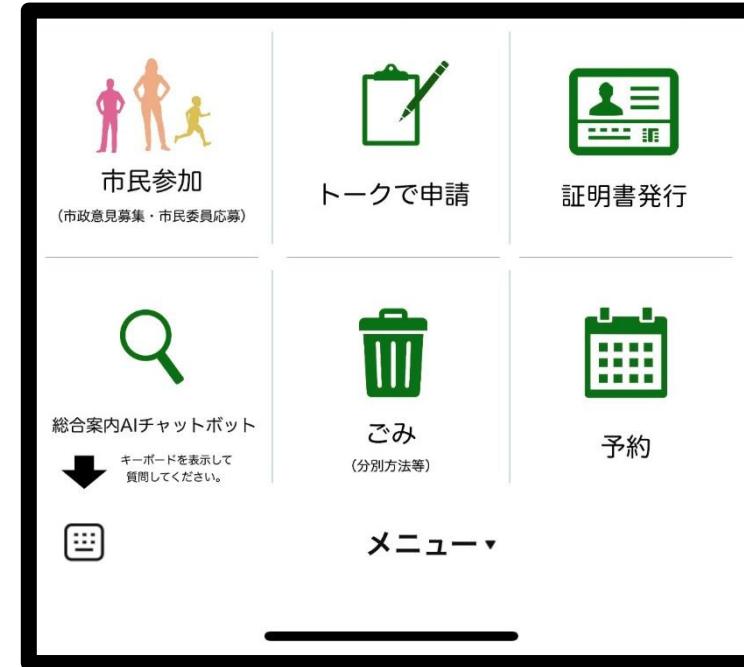 市民参加
(市政意見募集・市民委員応募)
トークで申請
証明書発行
総合案内AIチャットボット
キーボードを表示して
質問してください。
ごみ
(分別方法等)
予約
メニュー▼